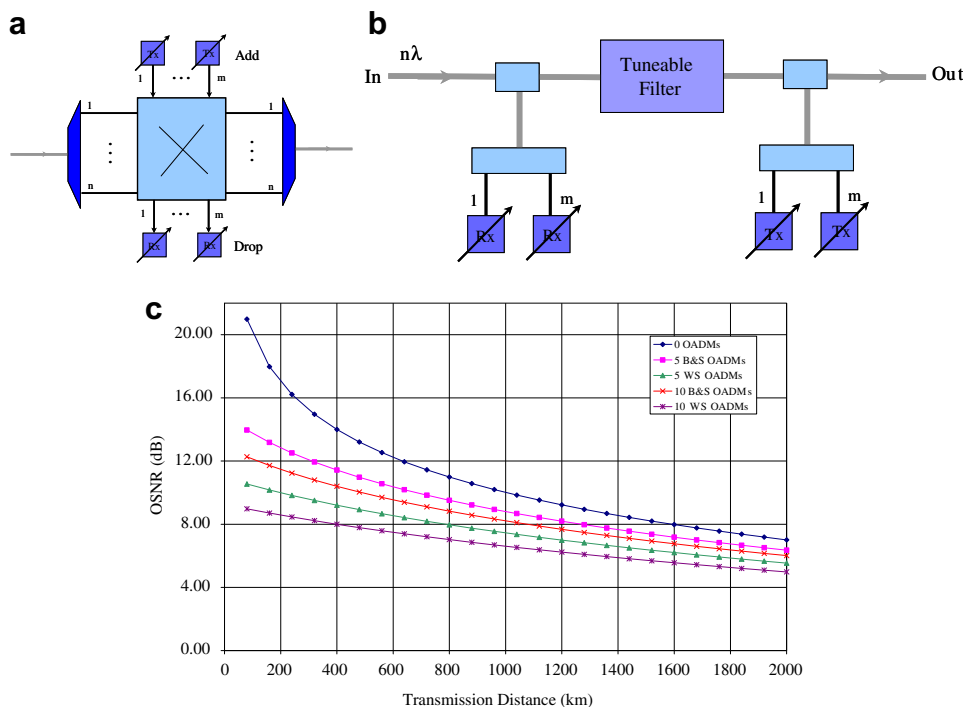 a
Tx Tx Add
1 ... m
1 1
n n
1 ... m
Rx Rx Drop
b
nλ
In
Tuneable
Filter
Out
1 m
Rx Rx
1 m
Tx Tx
c
20.00
16.00
12.00
8.00
4.00
0.00
OSNR (dB)
0 OADMs
5 B&S OADMs
5 WS OADMs
10 B&S OADMs
10 WS OADMs
0 200 400 600 800 1000 1200 1400 1600 1800 2000
Transmission Distance (km)